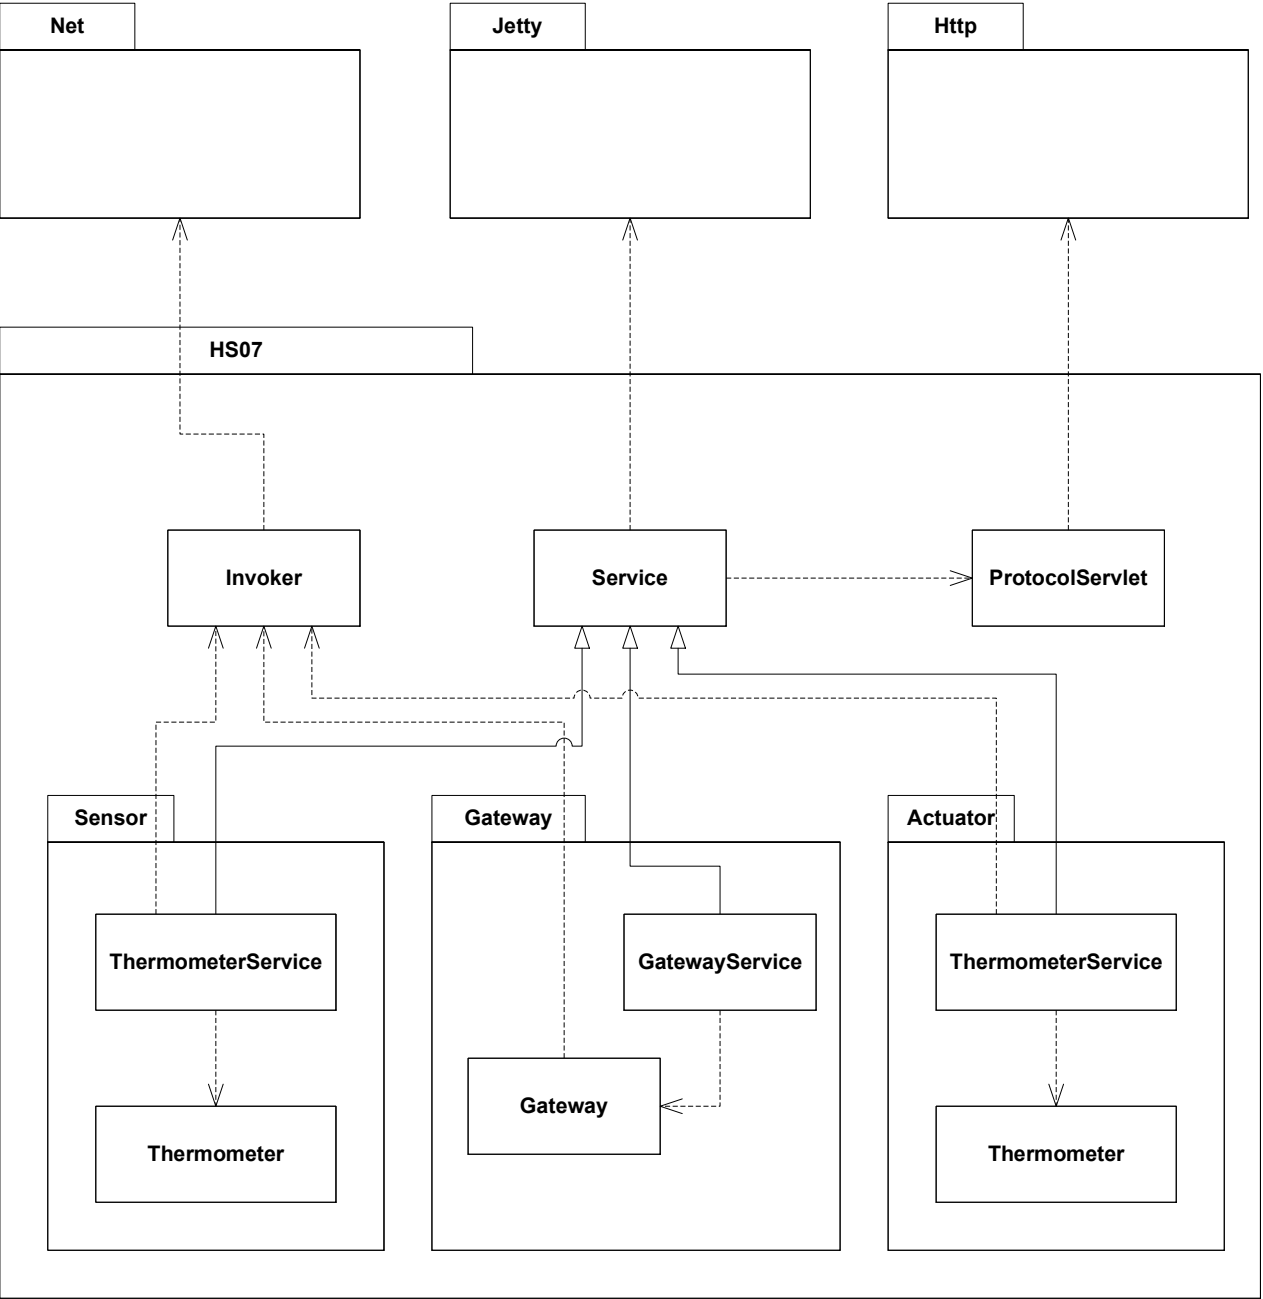 Net
Jetty
Http
HS07
Invoker
Service
ProtocolServlet
Sensor
Gateway
Actuator
ThermometerService
GatewayService
ThermometerService
Gateway
Thermometer
Thermometer